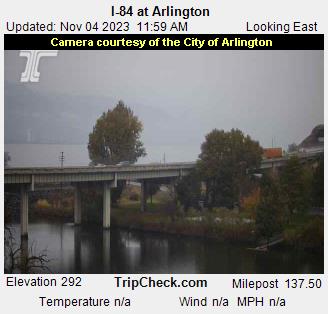 I-84 at Arlington
Updated: Nov 04 2023 11:59 AM Looking East
Camera courtesy of the City of Arlington
Elevation 292 TripCheck.com Milepost 137.50
Temperature n/a Wind n/a MPH n/a